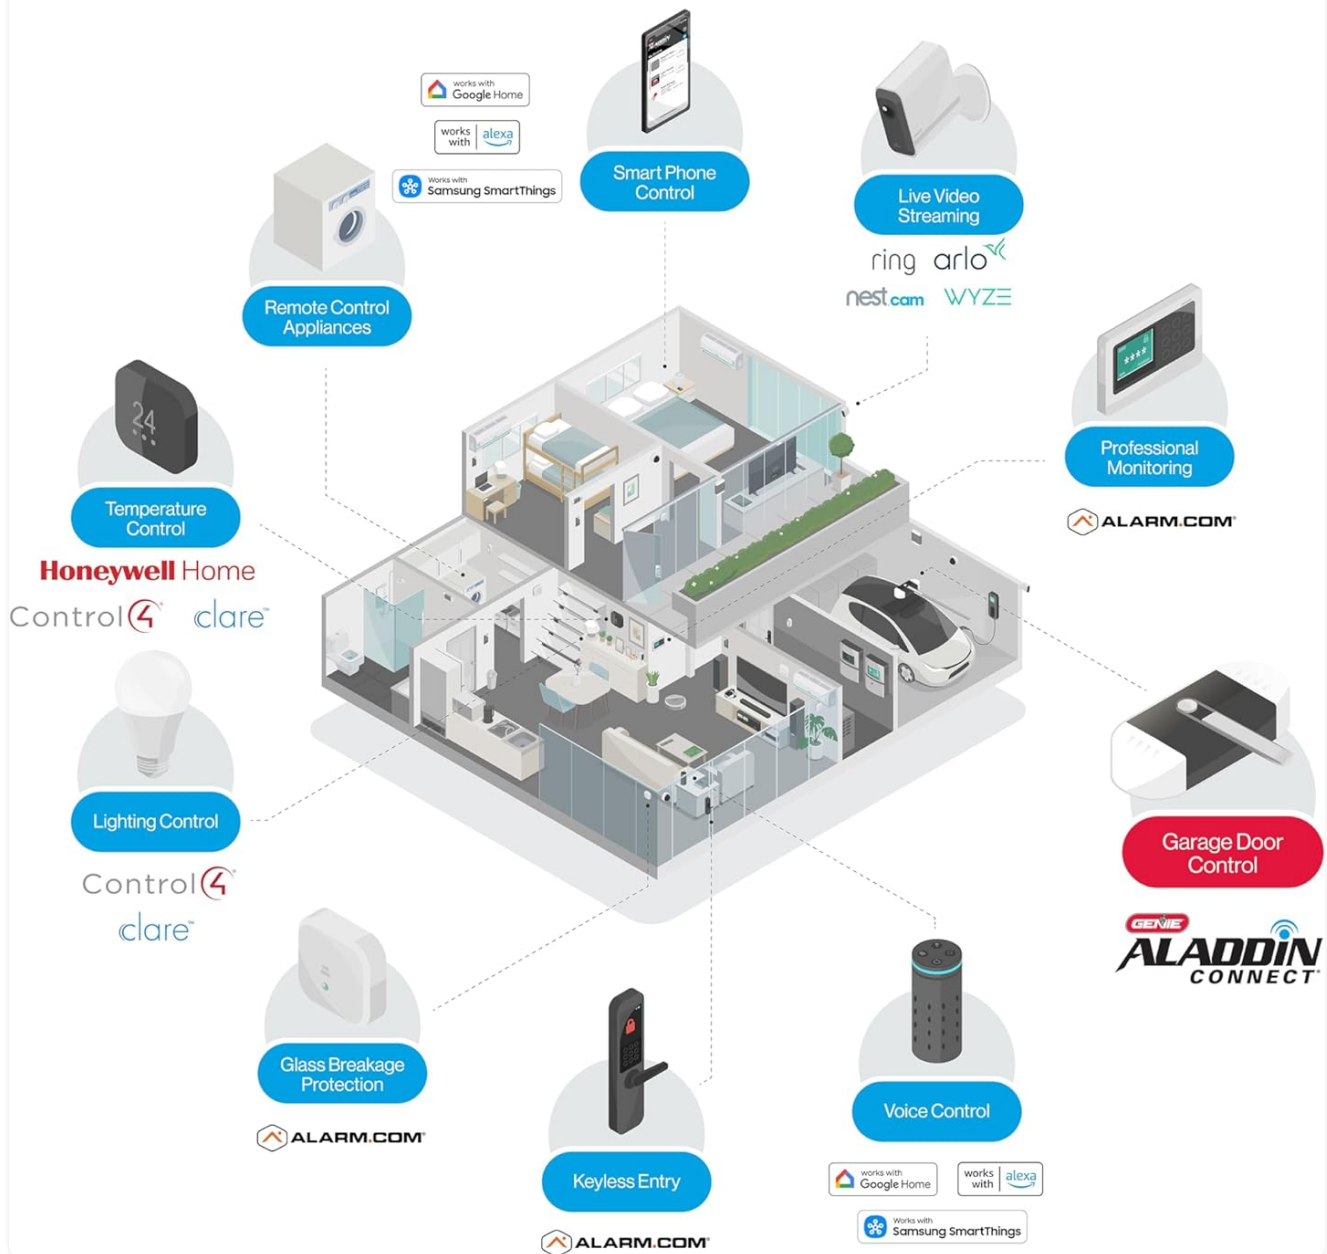 works with
Google Home
works with
alexa
Works with
Samsung SmartThings
Smart Phone
Control
Live Video
Streaming
ring arlo
nest cam WYZE
Remote Control
Appliances
****
Professional
Monitoring
ALARM.COM
24
Temperature
Control
Honeywell Home
Control4 clare™
Lighting Control
Control4
clare™
Garage Door
Control
GENIE
ALADDIN
CONNECT
Glass Breakage
Protection
ALARM.COM
Keyless Entry
ALARM.COM
Voice Control
works with
Google Home
works with
alexa
Works with
Samsung SmartThings